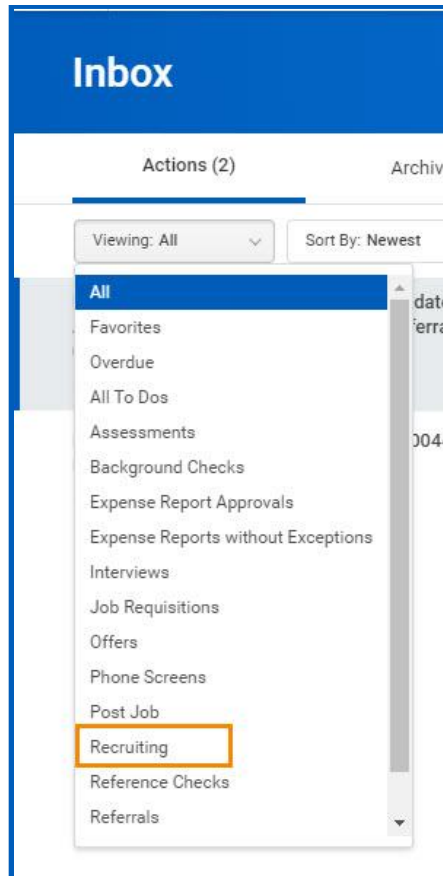 Inbox
Actions (2)
Archiv
Viewing: All
Sort By: Newest
All
Favorites
Overdue
All To Dos
Assessments
Background Checks
Expense Report Approvals
Expense Reports without Exceptions
Interviews
Job Requisitions
Offers
Phone Screens
Post Job
Recruiting
Reference Checks
Referrals